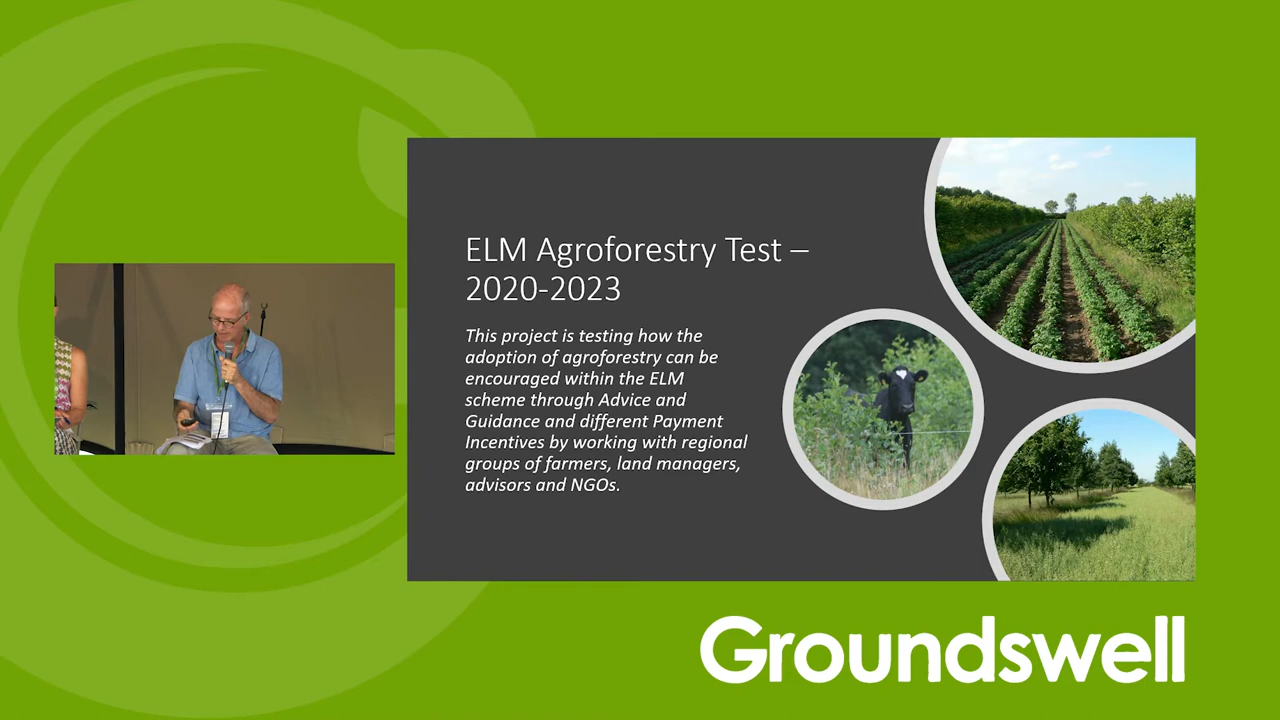 ELM Agroforestry Test –
2020-2023
This project is testing how the
adoption of agroforestry can be
encouraged within the ELM
scheme through Advice and
Guidance and different Payment
Incentives by working with regional
groups of farmers, land managers,
advisors and NGOs.
Groundswell